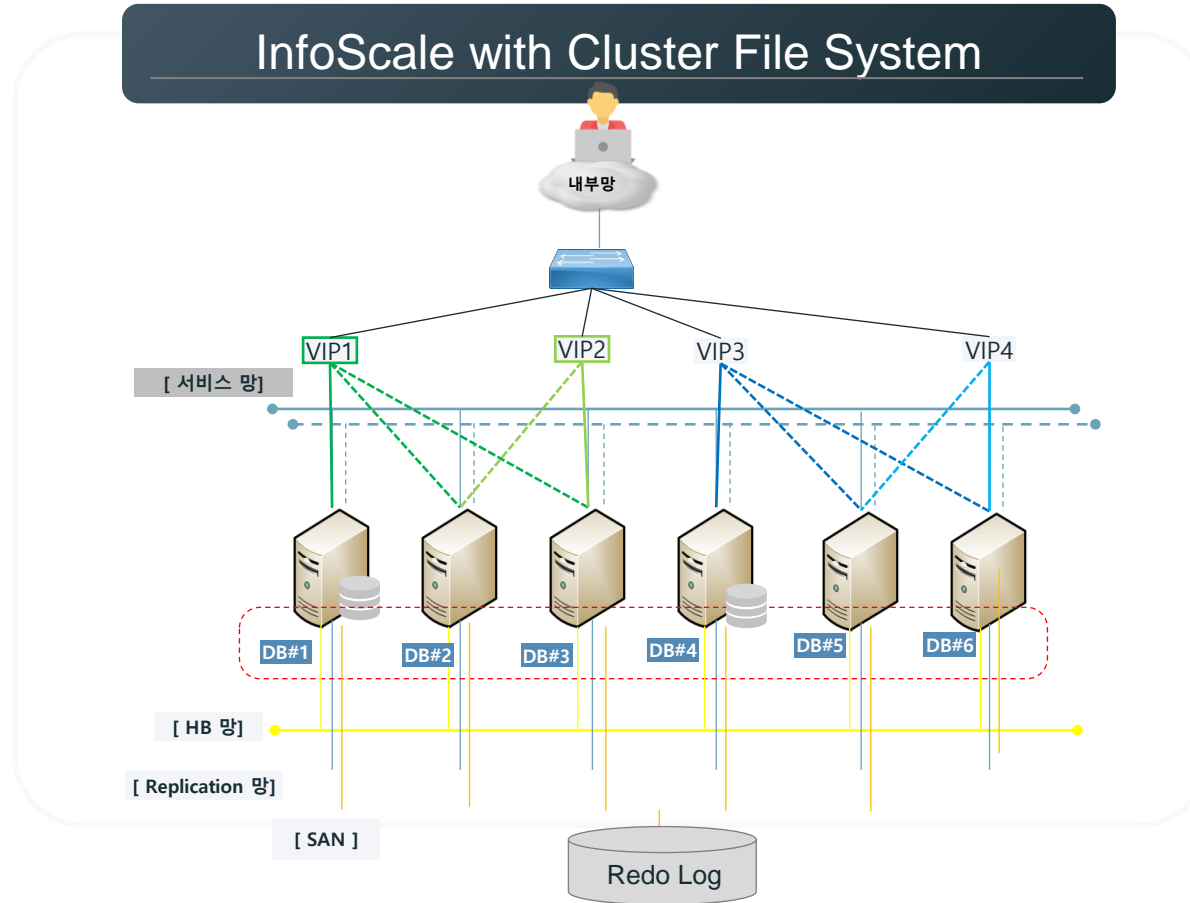 InfoScale with Cluster File System
내부망
VIP1
VIP2
VIP3
VIP4
[ 서비스 망]
DB#1
DB#2
DB#3
DB#4
DB#5
DB#6
[ HB 망]
[ Replication 망]
[ SAN ]
Redo Log